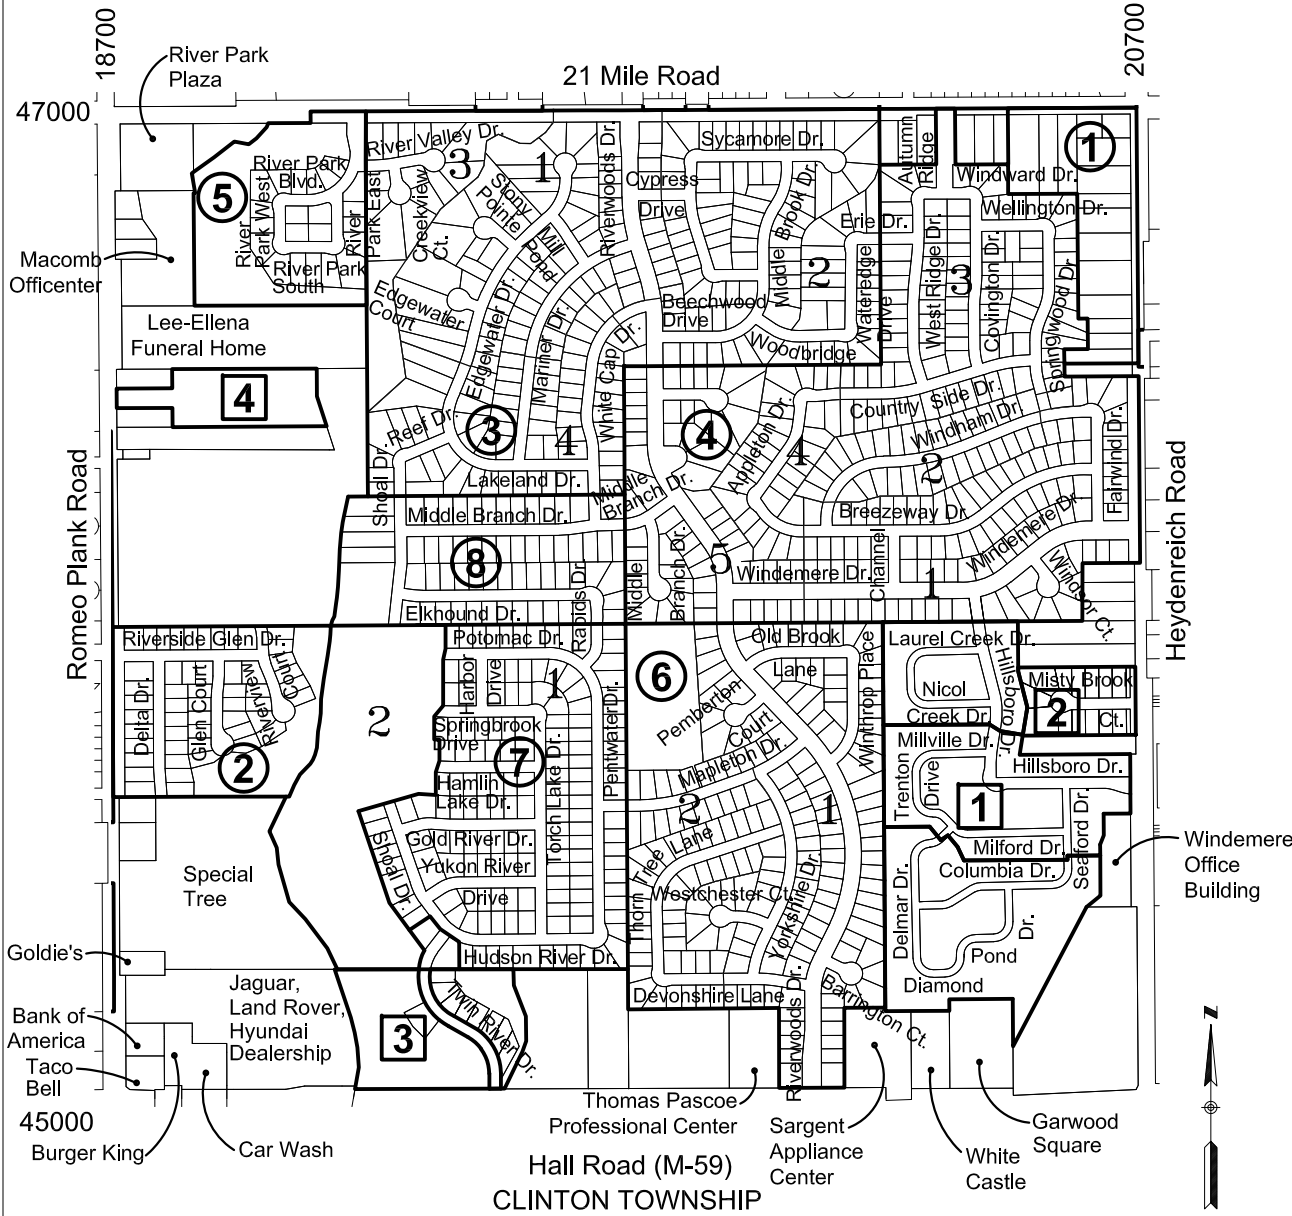 18700
20700
River Park
Plaza
21 Mile Road
47000
River Valley Dr.
3
1
Riverwoods Dr.
Sycamore Dr.
Autumn
Ridge
1
River Park
Blvd.
5
River
Park West
River
Park East
River Park
South
Creekview
Ct.
Stony
Pointe
Mill
Pond
Cypress
Drive
Middle Brook Dr.
Erie Dr.
2
Windward Dr.
Wellington Dr.
3
West Ridge Dr.
Covington Dr.
Springwood Dr.
Macomb
Officenter
Edgewater
Court
Edgewater Dr.
Mariner Dr.
White Cap Dr.
Beechwood
Drive
Wateredge
Drive
Woodbridge
Lee-Ellena
Funeral Home
4
Reef Dr.
3
4
Lakeland Dr.
Shoal Dr.
4
Appleton Dr.
4
Country Side Dr.
Windham Dr.
2
Breezeway Dr.
Fairwind Dr.
Windemere Dr.
Middle
Branch Dr.
Middle Branch Dr.
8
Elkhound Dr.
Rapids Dr.
Middle
Branch Dr.
5
Windemere Dr.
Channel
1
Windsor Ct.
Romeo Plank Road
Heydenreich Road
Riverside Glen Dr.
Delta Dr.
Glen Court
Riverview
Court
2
2
Potomac Dr.
Harbor
Drive
1
Springbrook
Drive
7
Hamlin
Lake Dr.
Torch Lake Dr.
Pentwater Dr.
Gold River Dr.
Yukon River
Drive
Shoal Dr.
Hudson River Dr.
6
Old Brook
Lane
Pemberton
Court
Winthrop Place
Mapleton Dr.
2
1
Thorn Tree Lane
Westchester Ct.
Yorkshire Dr.
Devonshire Lane
Riverwoods Dr.
Barrington Ct.
Laurel Creek Dr.
Nicol
Creek Dr.
Hillsboro Dr.
Misty Brook
Ct.
2
Millville Dr.
Hillsboro Dr.
Trenton
Drive
1
Milford Dr.
Seaford Dr.
Columbia Dr.
Delmar Dr.
Dr.
Pond
Diamond
Windemere
Office
Building
Special
Tree
Goldie's
Jaguar,
Land Rover,
Hyundai
Dealership
3
Twin River Dr.
Bank of
America
Taco
Bell
45000
Burger King
Car Wash
Thomas Pascoe
Professional Center
Sargent
Appliance
Center
White
Castle
Garwood
Square
Hall Road (M-59)
CLINTON TOWNSHIP
N